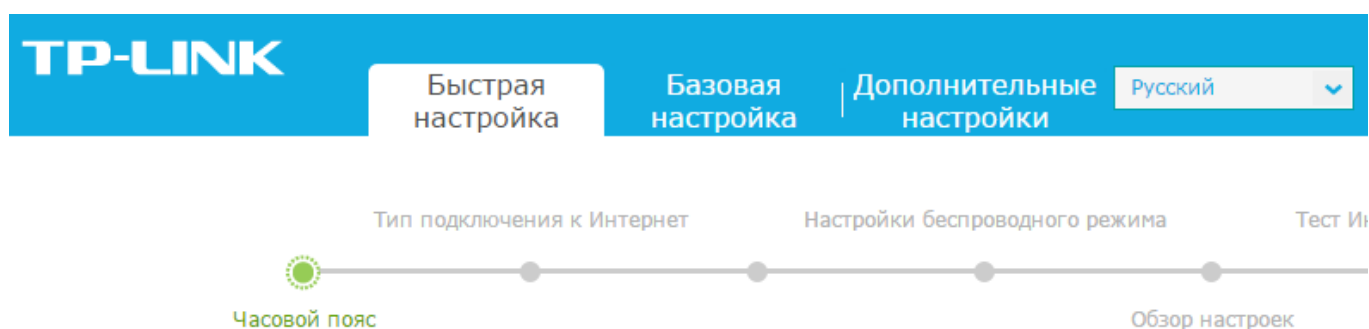 TP-LINK
Быстрая
настройка
Базовая
настройка
Дополнительные
настройки
Русский
Тип подключения к Интернет
Настройки беспроводного режима
Тест
Часовой пояс
Обзор настроек